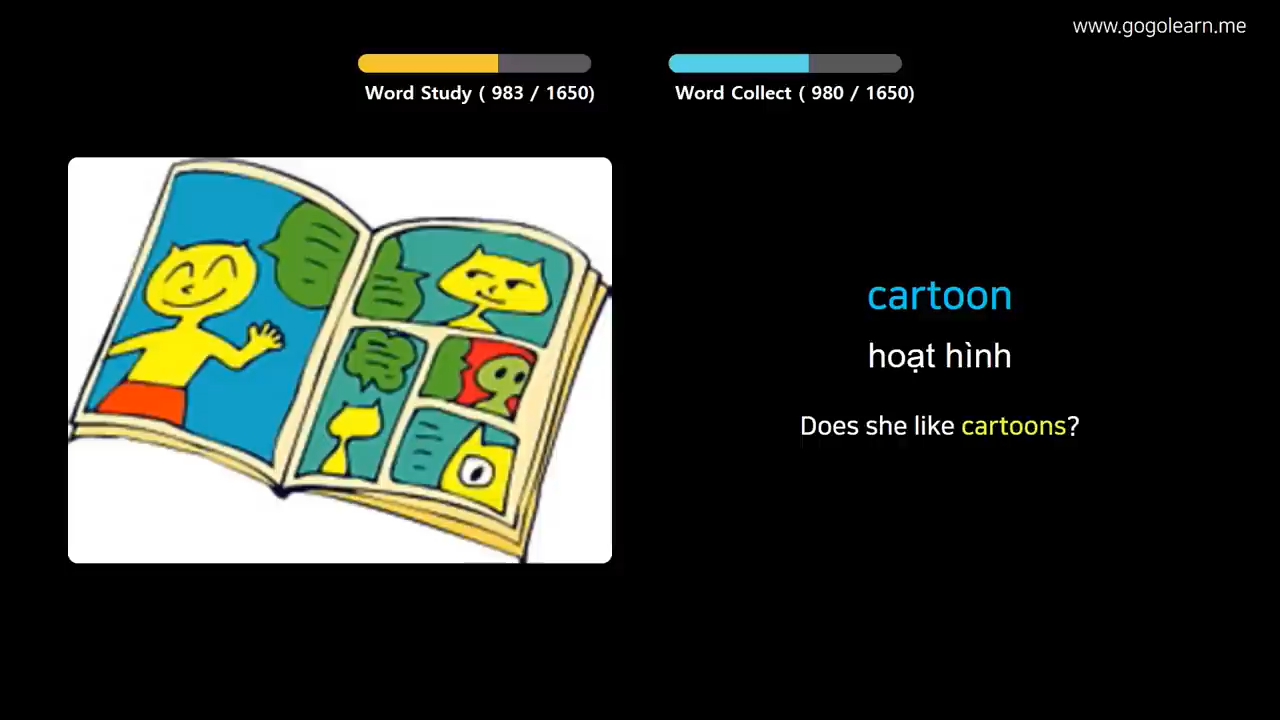 www.gogolearn.me
Word Study ( 983 / 1650)
Word Collect ( 980 / 1650)
cartoon
hoạt hình
Does she like cartoons?